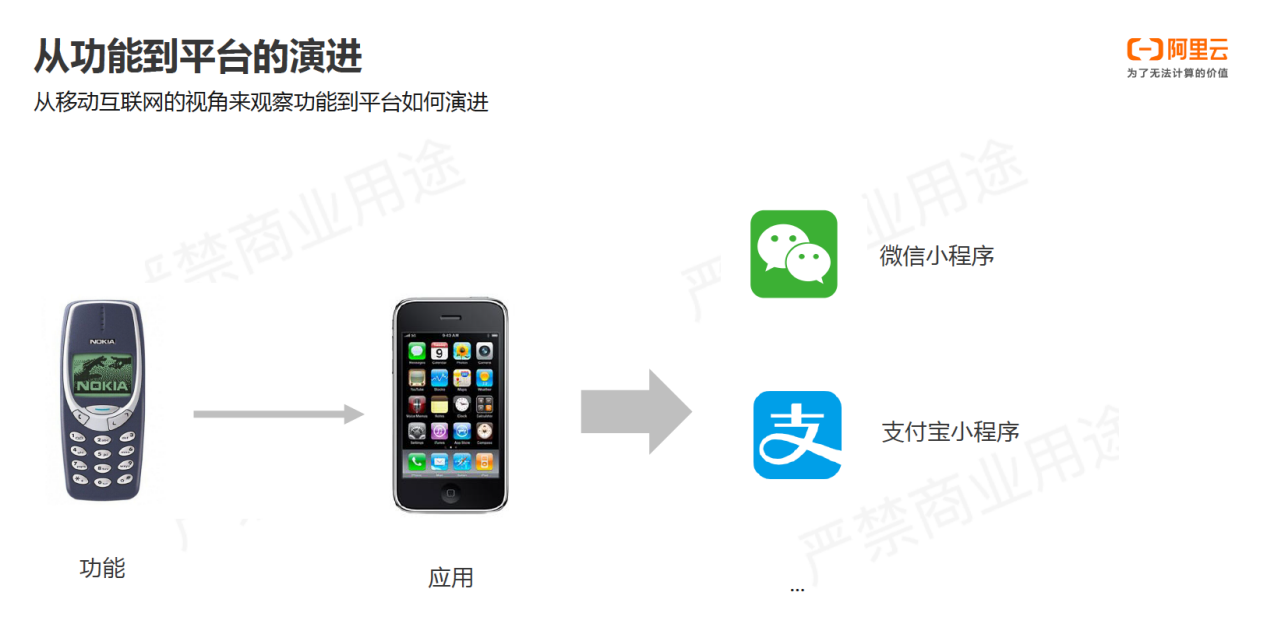 从功能到平台的演进
阿里云
为了无法计算的价值
从移动互联网的视角来观察功能到平台如何演进
严禁商业用途
业用途
严
微信小程序
NOKIA
NOKIA
支
支付宝小程序
严禁商业用途
功能
应用
...